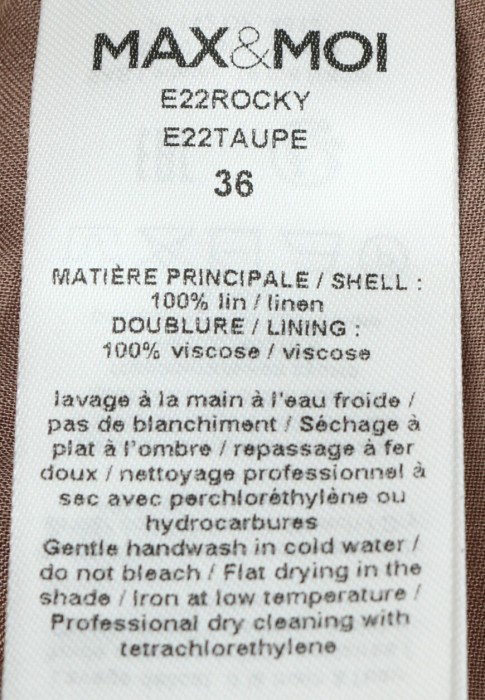 MAX&MOI
E22ROCKY
E22TAUPE
36
MATIÈRE PRINCIPALE / SHELL :
100% lin / linen
DOUBLURE / LINING :
100% viscose / viscose
lavage à la main à l'eau froide /
pas de blanchiment / Séchage à
plat à l'ombre / repassage à fer
doux / nettoyage professionnel à
sec avec perchloréthylène ou
hydrocarbures
Gentle handwash in cold water /
do not bleach / Flat drying in the
shade / Iron at low temperature /
Professional dry cleaning with
tetrachlorethylene